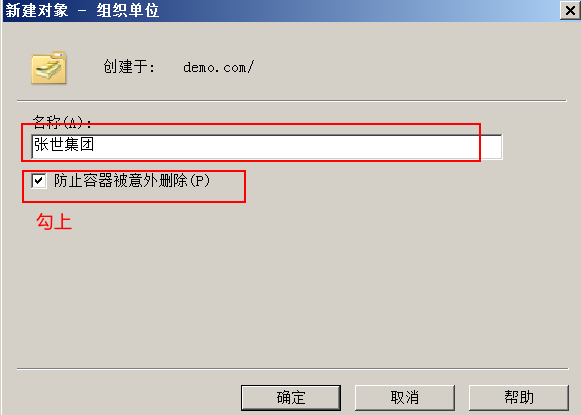 新建对象 - 组织单位
创建于: demo.com/
名称(A):
张世集团
防止容器被意外删除(P)
勾上
确定 取消 帮助